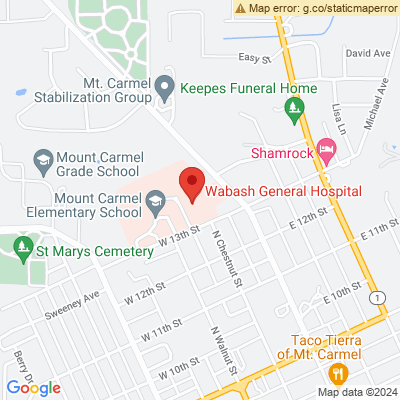 Map error: g.co/staticmaperror
David Ave
Easy St
Mt. Carmel
Stabilization Group
Keepes Funeral Home
Lisa Ln
Michael Ave
Shamrock
Mount Carmel
Grade School
Wabash General Hospital
Mount Carmel
Elementary School
E 12th St
E 11th St
St Marys Cemetery
W 13th St
N Chestnut St
Sweeney Ave
W 12th St
E 10th St
1
W 11th St
N Walnut St
Taco Tierra
of Mt. Carmel
Berry Dr
W 10th St
Google
Map data ©2024